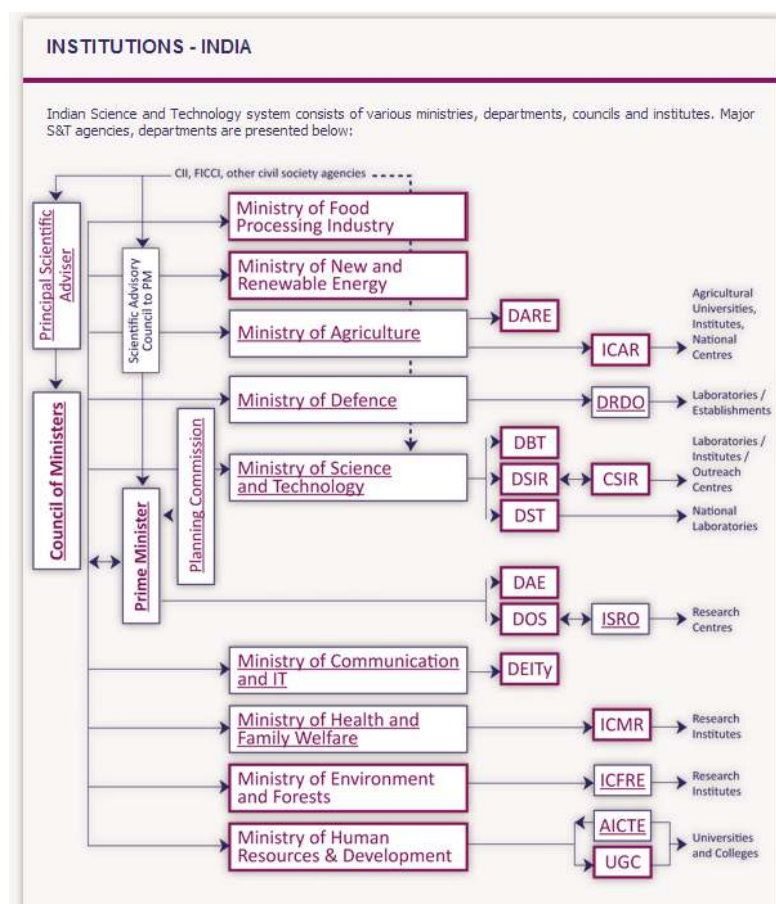 INSTITUTIONS - INDIA
Indian Science and Technology system consists of various ministries, departments, councils and institutes. Major
S&T agencies, departments are presented below:
CII, FICCI, other civil society agencies
Principal Scientific
Adviser
Scientific Advisory
Council to PM
Council of Ministers
Prime Minister
Planning Commission
Ministry of Food
Processing Industry
Ministry of New and
Renewable Energy
Ministry of Agriculture
DARE
ICAR
Agricultural
Universities,
Institutes,
National
Centres
Ministry of Defence
DRDO
Laboratories /
Establishments
Ministry of Science
and Technology
DBT
DSIR
CSIR
Laboratories /
Institutes /
Outreach
Centres
DST
National
Laboratories
DAE
DOS
ISRO
Research
Centres
Ministry of Communication
and IT
DEITy
Ministry of Health and
Family Welfare
ICMR
Research
Institutes
Ministry of Environment
and Forests
ICFRE
Research
Institutes
Ministry of Human
Resources & Development
AICTE
UGC
Universities
and Colleges